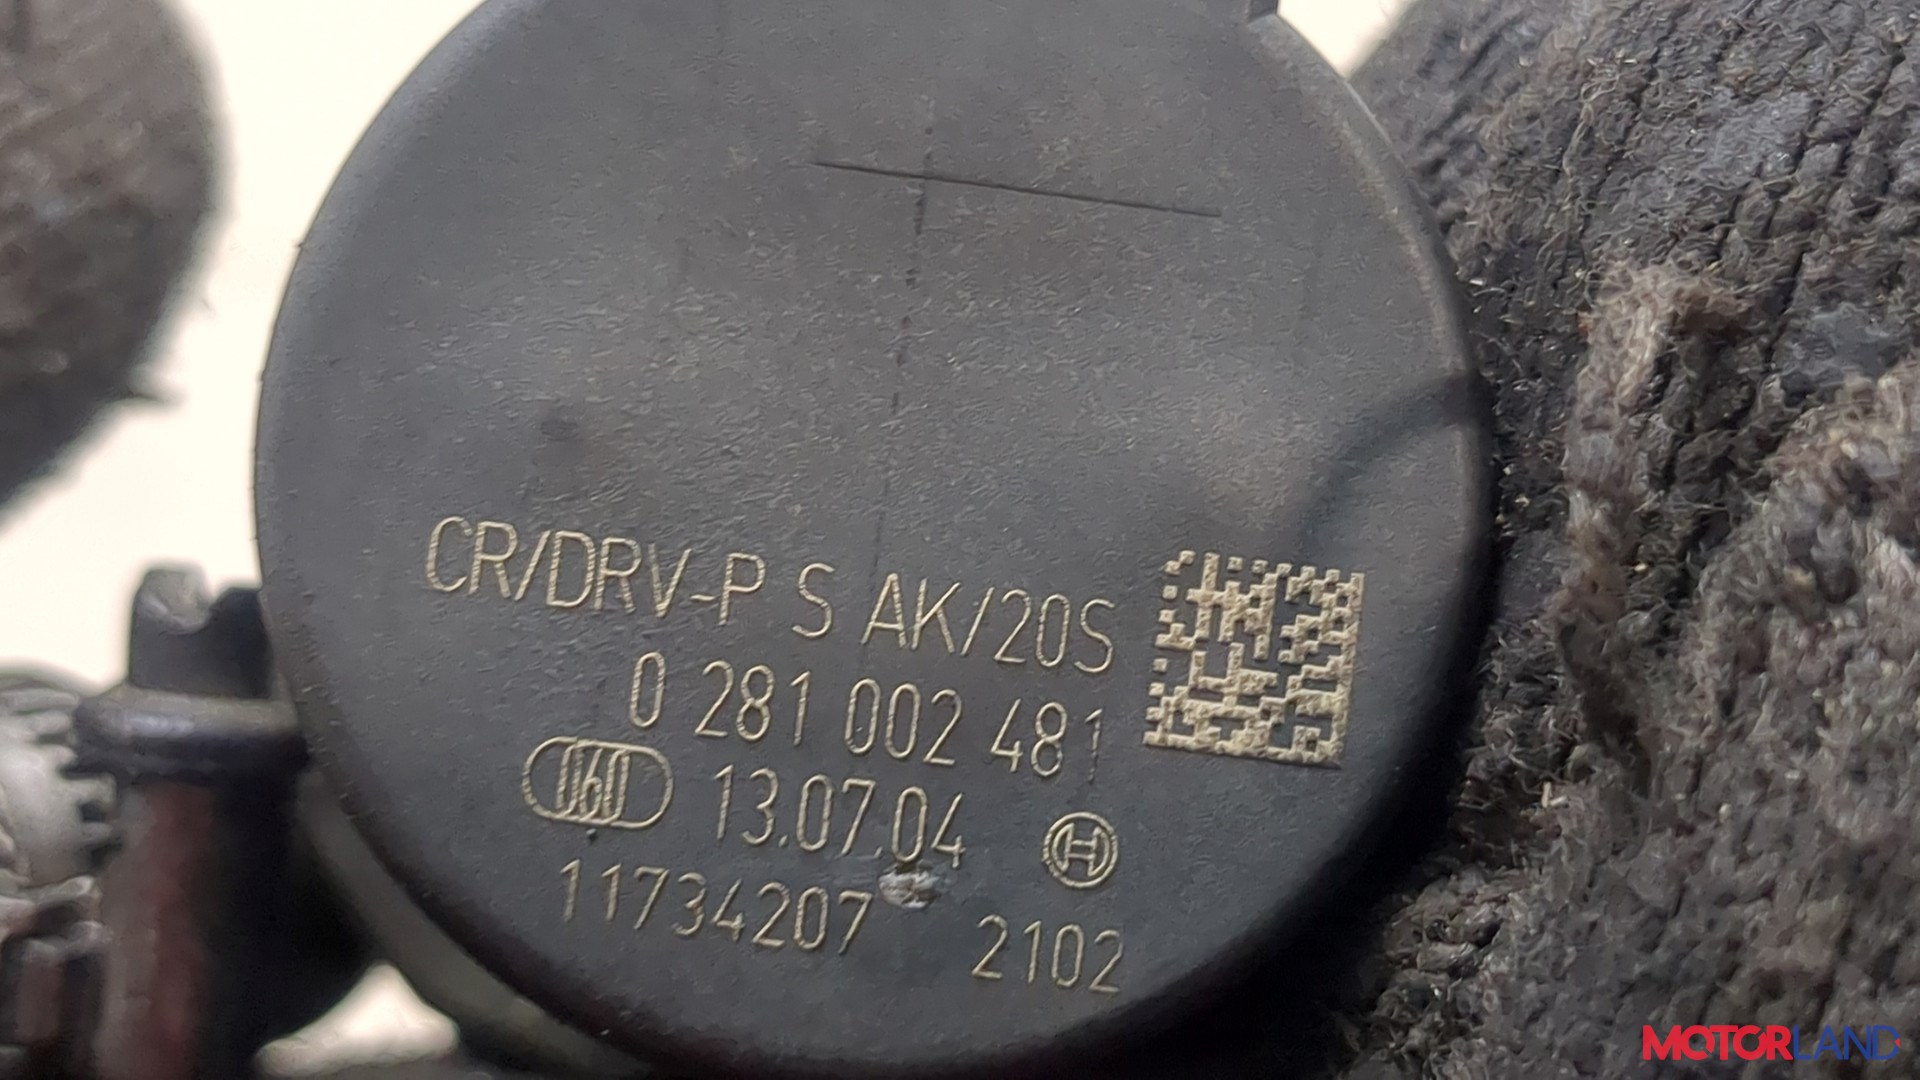 CR/DRV-P S AK/20S
0 281 002 481
060 13.07.04
11734207 2102
MOTORLAND